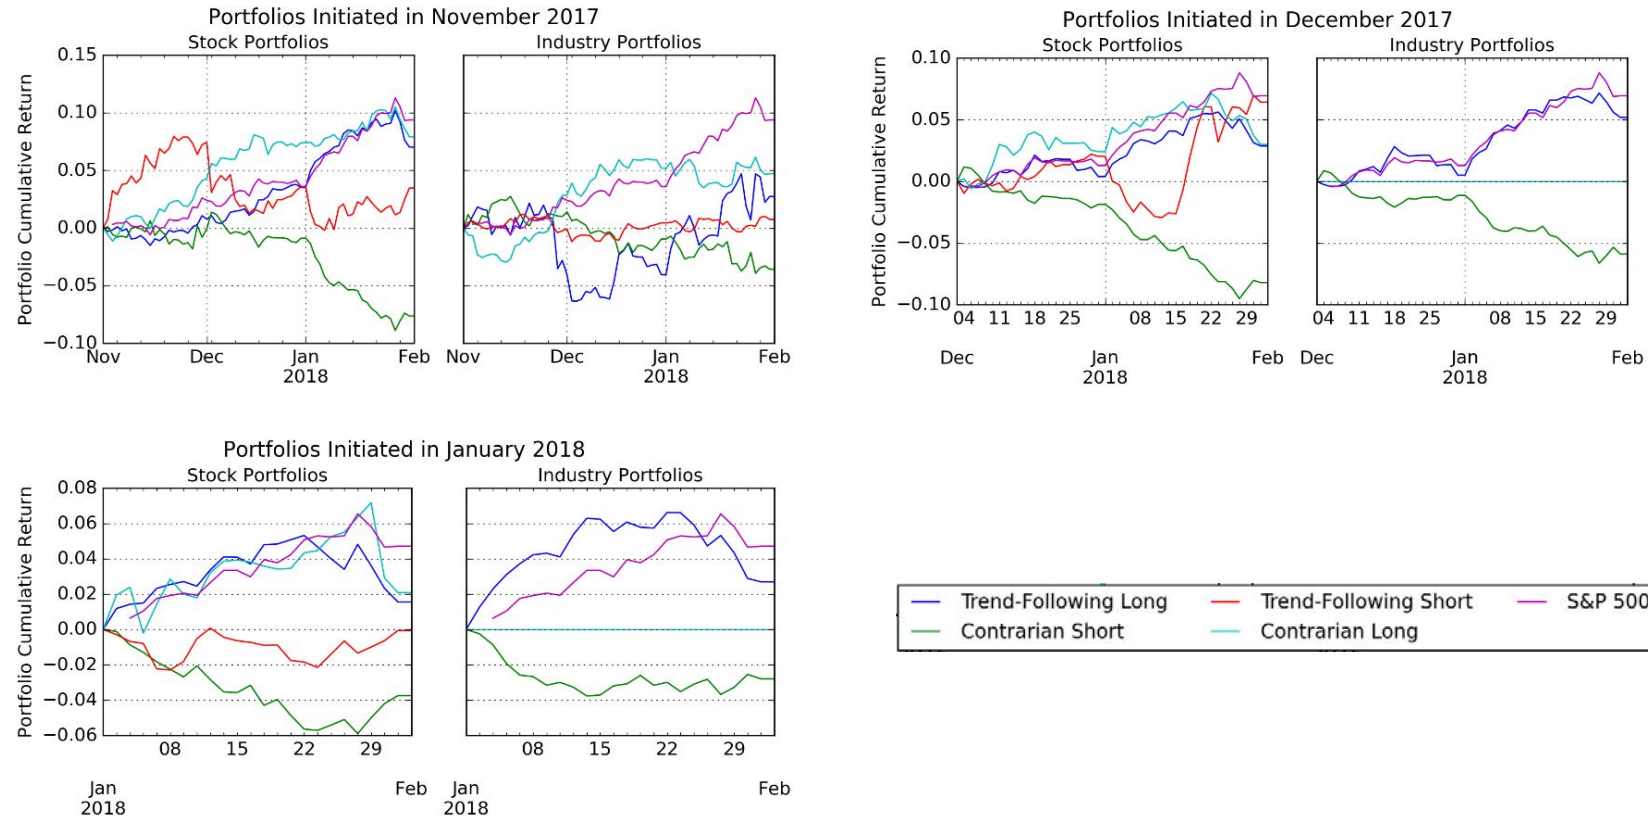 Portfolios Initiated in November 2017
Stock Portfolios
Industry Portfolios
Portfolio Cumulative Return
0.15
0.10
0.05
0.00
−0.05
−0.10
Nov Dec Jan Feb
2018
Nov Dec Jan Feb
2018
Portfolios Initiated in December 2017
Stock Portfolios
Industry Portfolios
Portfolio Cumulative Return
0.10
0.05
0.00
−0.05
−0.10
04 11 18 25 08 15 22 29
Dec Jan Feb
2018
04 11 18 25 08 15 22 29
Dec Jan Feb
2018
Portfolios Initiated in January 2018
Stock Portfolios
Industry Portfolios
Portfolio Cumulative Return
0.08
0.06
0.04
0.02
0.00
−0.02
−0.04
−0.06
08 15 22 29
Jan Feb
2018
08 15 22 29
Jan Feb
2018
Trend-Following Long Trend-Following Short S&P 500
Contrarian Short Contrarian Long